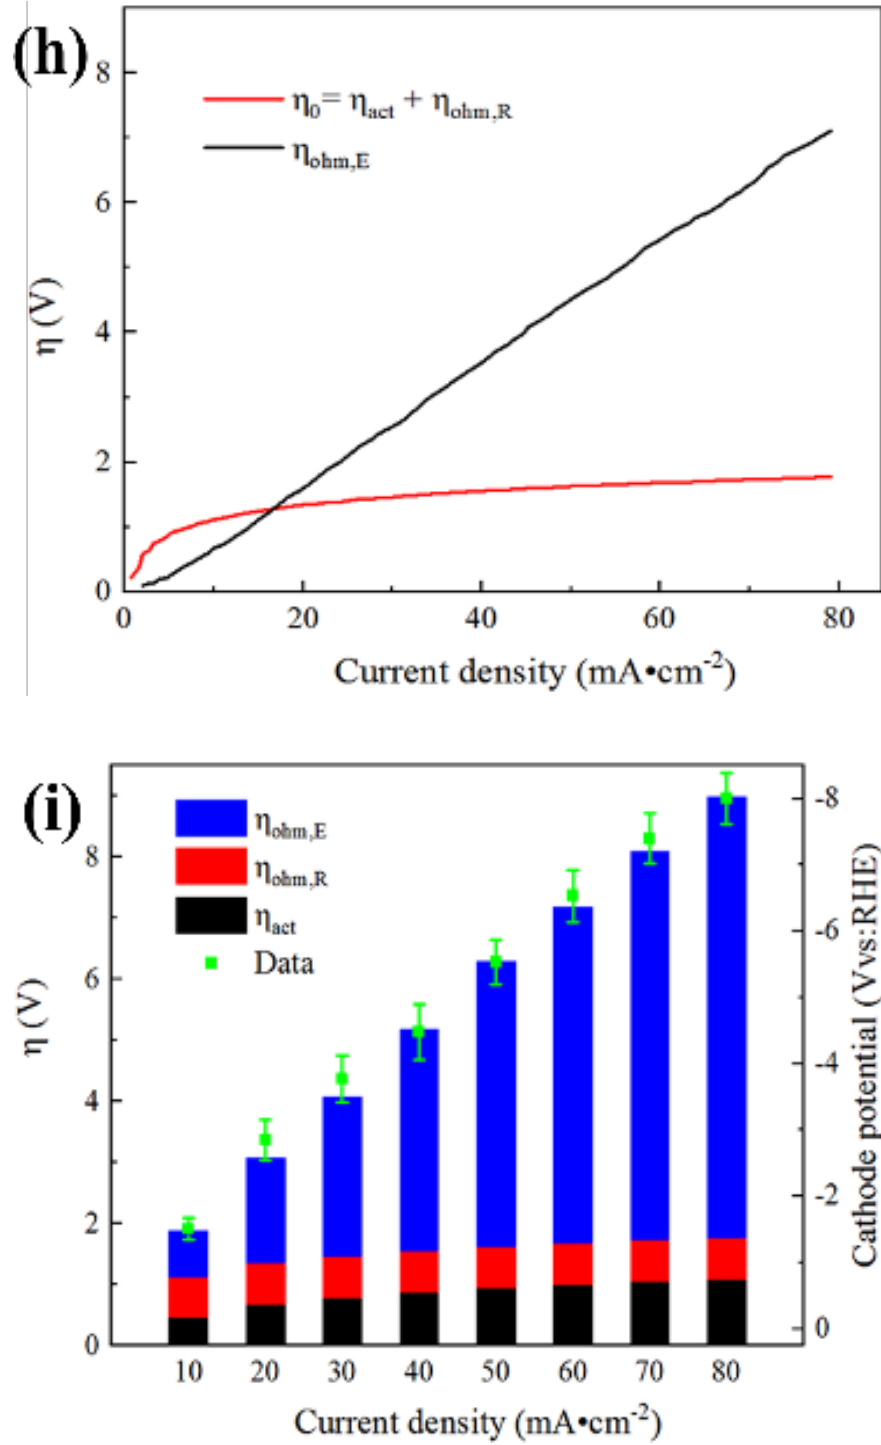 (h)
η₀= ηact + ηohm,R
ηohm,E
8
6
4
2
0
η (V)
0 20 40 60 80
Current density (mA•cm⁻²)
(i)
ηohm,E
ηohm,R
ηact
Data
8
6
4
2
0
η (V)
-8
-6
-4
-2
0
Cathode potential (Vvs:RHE)
10 20 30 40 50 60 70 80
Current density (mA•cm⁻²)